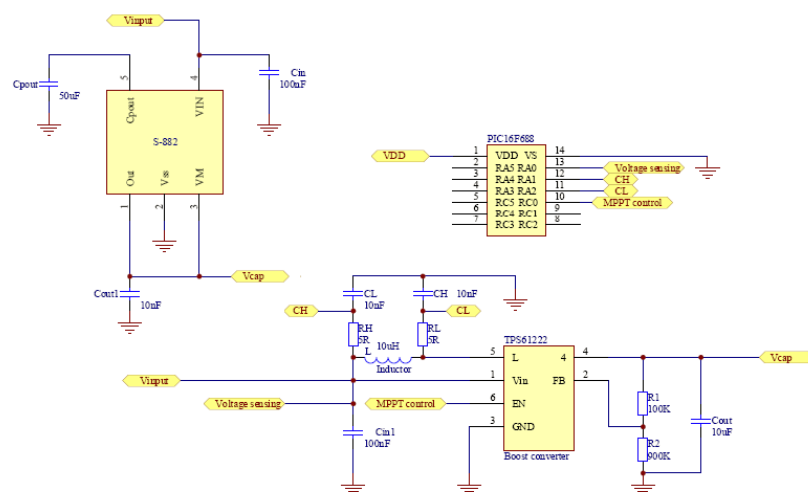 Vinput
5
4
Cpout
50uF
Cin
100nF
Cpout
VIN
S-882
Out
Vss
VM
1
2
3
Cout1
10nF
Vcap
PIC16F688
VDD
1 VDD VS 14
2 RA5 RA0 13 Voltage sensing
3 RA4 RA1 12 CH
4 RA3 RA2 11 CL
5 RC5 RC0 10 MPPT control
6 RC4 RC1 9
7 RC3 RC2 8
CL
10nF
CH 10nF
CH
CL
RH
5R
RL
5R
10uH
L
Inductor
TPS61222
5 L 4 4
Vcap
Vinput
1 Vin FB 2
Voltage sensing
MPPT control
6 EN
3 GND
Boost converter
R1
100K
R2
900K
Cout
10uF
Cin1
100nF